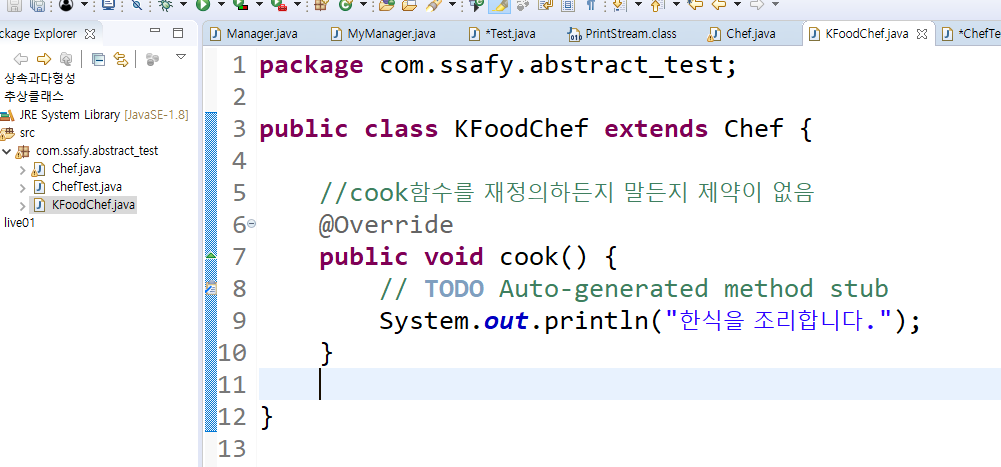 ckage Explorer
Manager.java
MyManager.java
*Test.java
PrintStream.class
Chef.java
KFoodChef.java
*ChefTe
상속과다형성
추상클래스
JRE System Library [JavaSE-1.8]
src
com.ssafy.abstract_test
Chef.java
ChefTest.java
KFoodChef.java
live01
1 package com.ssafy.abstract_test;
2
3 public class KFoodChef extends Chef {
4
5 //cook함수를 재정의하든지 말든지 제약이 없음
6 @Override
7 public void cook() {
8 // TODO Auto-generated method stub
9 System.out.println("한식을 조리합니다.");
10 }
11
12 }
13